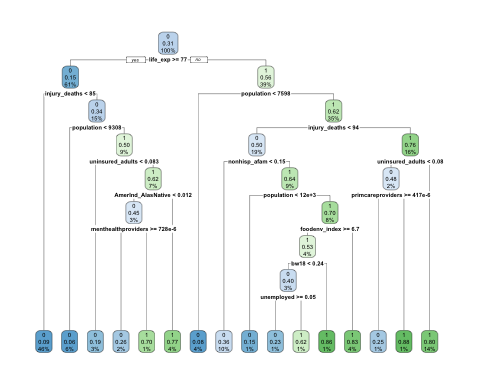 0
0.31
100%
yes life_exp >= 77 no
0
0.15
61%
1
0.56
39%
injury_deaths < 85
population < 7598
0
0.34
15%
1
0.62
35%
population < 9308
injury_deaths < 94
1
0.50
9%
0
0.50
19%
1
0.76
16%
uninsured_adults < 0.083
nonhisp_afam < 0.15
uninsured_adults < 0.08
1
0.62
7%
1
0.64
9%
0
0.48
2%
AmerInd_AlasNative < 0.012
population < 12e+3
primcareproviders >= 417e-6
0
0.45
3%
1
0.70
8%
menthealthproviders >= 728e-6
foodenv_index >= 6.7
1
0.53
4%
bw18 < 0.24
0
0.40
3%
unemployed >= 0.05
0 0 0 0 1 1 0 0 0 0 1 1 1 0 1 1
0.09 0.06 0.19 0.26 0.70 0.77 0.08 0.36 0.15 0.23 0.62 0.86 0.83 0.25 0.88 0.80
46% 6% 3% 2% 1% 4% 4% 10% 1% 1% 1% 1% 4% 1% 1% 14%